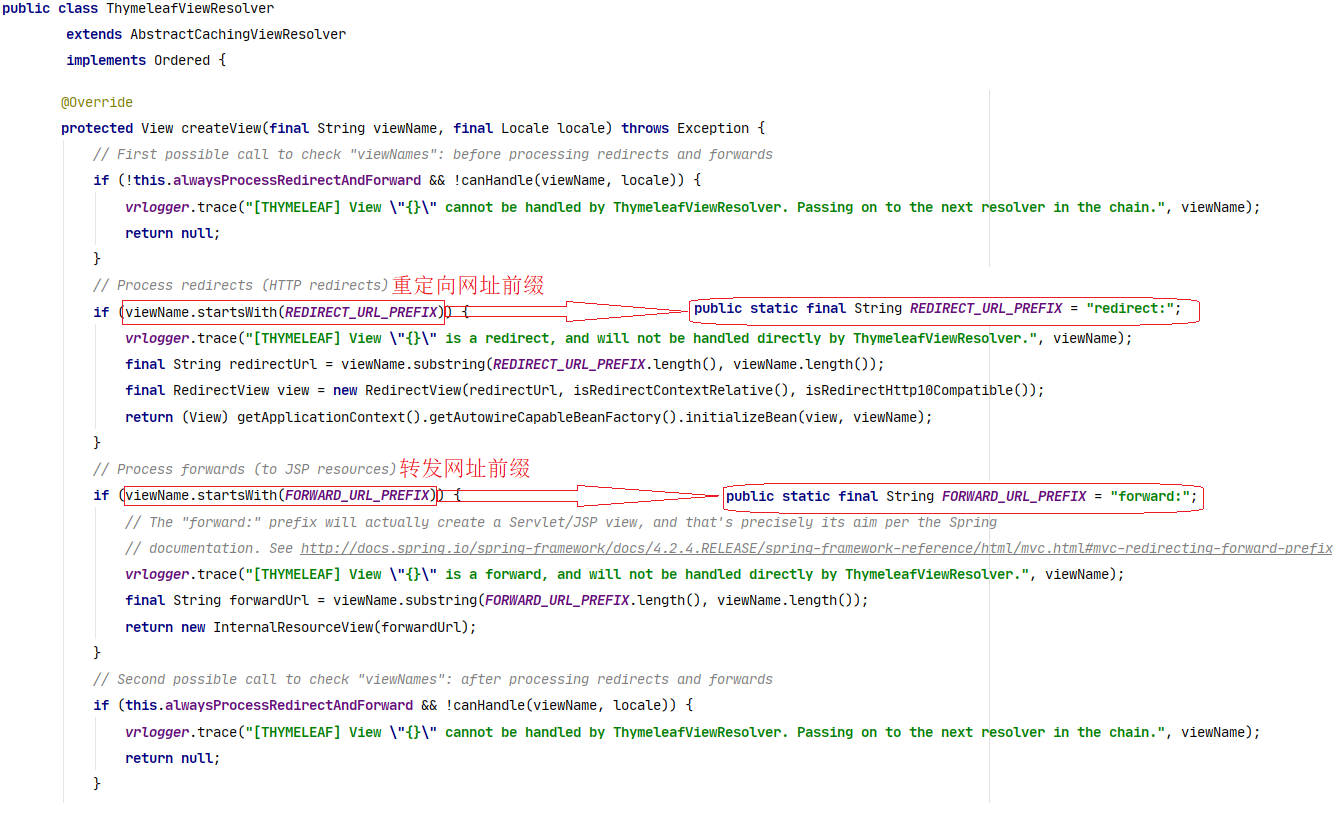 public class ThymeleafViewResolver
extends AbstractCachingViewResolver
implements Ordered {
@Override
protected View createView(final String viewName, final Locale locale) throws Exception {
// First possible call to check "viewNames": before processing redirects and forwards
if (!this.alwaysProcessRedirectAndForward && !canHandle(viewName, locale)) {
vrlogger.trace("[THYMELEAF] View \"{}\" cannot be handled by ThymeleafViewResolver. Passing on to the next resolver in the chain.", viewName);
return null;
}
// Process redirects (HTTP redirects) 重定向网址前缀
if (viewName.startsWith(REDIRECT_URL_PREFIX)) { public static final String REDIRECT_URL_PREFIX = "redirect:";
vrlogger.trace("[THYMELEAF] View \"{}\" is a redirect, and will not be handled directly by ThymeleafViewResolver.", viewName);
final String redirectUrl = viewName.substring(REDIRECT_URL_PREFIX.length(), viewName.length());
final RedirectView view = new RedirectView(redirectUrl, isRedirectContextRelative(), isRedirectHttp10Compatible());
return (View) getApplicationContext().getAutowireCapableBeanFactory().initializeBean(view, viewName);
}
// Process forwards (to JSP resources) 转发网址前缀
if (viewName.startsWith(FORWARD_URL_PREFIX)) { public static final String FORWARD_URL_PREFIX = "forward:";
// The "forward:" prefix will actually create a Servlet/JSP view, and that's precisely its aim per the Spring
// documentation. See http://docs.spring.io/spring-framework/docs/4.2.4.RELEASE/spring-framework-reference/html/mvc.html#mvc-redirecting-forward-prefix
vrlogger.trace("[THYMELEAF] View \"{}\" is a forward, and will not be handled directly by ThymeleafViewResolver.", viewName);
final String forwardUrl = viewName.substring(FORWARD_URL_PREFIX.length(), viewName.length());
return new InternalResourceView(forwardUrl);
}
// Second possible call to check "viewNames": after processing redirects and forwards
if (this.alwaysProcessRedirectAndForward && !canHandle(viewName, locale)) {
vrlogger.trace("[THYMELEAF] View \"{}\" cannot be handled by ThymeleafViewResolver. Passing on to the next resolver in the chain.", viewName);
return null;
}